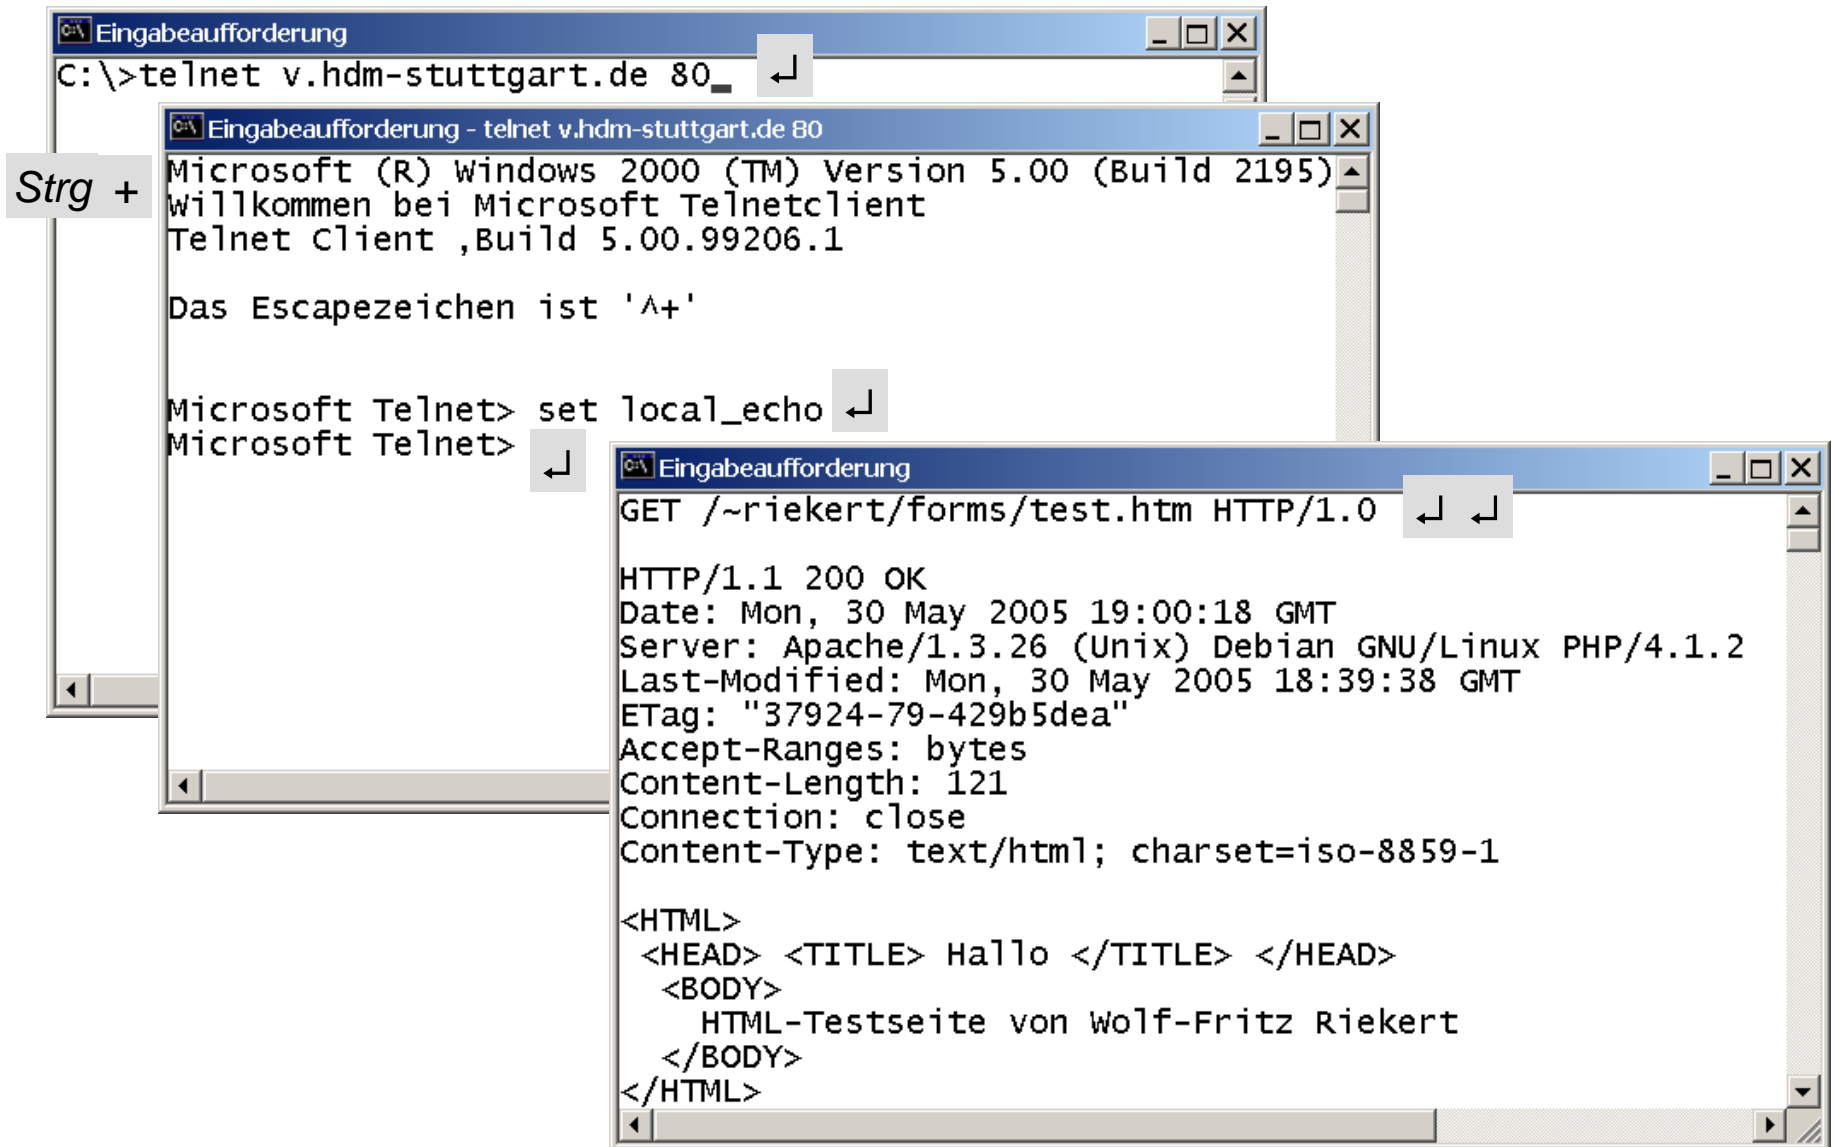 Eingabeaufforderung
C:\>telnet v.hdm-stuttgart.de 80_ ↵
Eingabeaufforderung - telnet v.hdm-stuttgart.de 80
Strg +
Microsoft (R) Windows 2000 (TM) Version 5.00 (Build 2195)
Willkommen bei Microsoft Telnetclient
Telnet Client ,Build 5.00.99206.1
Das Escapezeichen ist '^+'
Microsoft Telnet> set local_echo ↵
Microsoft Telnet> ↵
Eingabeaufforderung
GET /~riekert/forms/test.htm HTTP/1.0 ↵ ↵
HTTP/1.1 200 OK
Date: Mon, 30 May 2005 19:00:18 GMT
Server: Apache/1.3.26 (Unix) Debian GNU/Linux PHP/4.1.2
Last-Modified: Mon, 30 May 2005 18:39:38 GMT
ETag: "37924-79-429b5dea"
Accept-Ranges: bytes
Content-Length: 121
Connection: close
Content-Type: text/html; charset=iso-8859-1
<HTML>
<HEAD> <TITLE> Hallo </TITLE> </HEAD>
<BODY>
HTML-Testseite von Wolf-Fritz Riekert
</BODY>
</HTML>